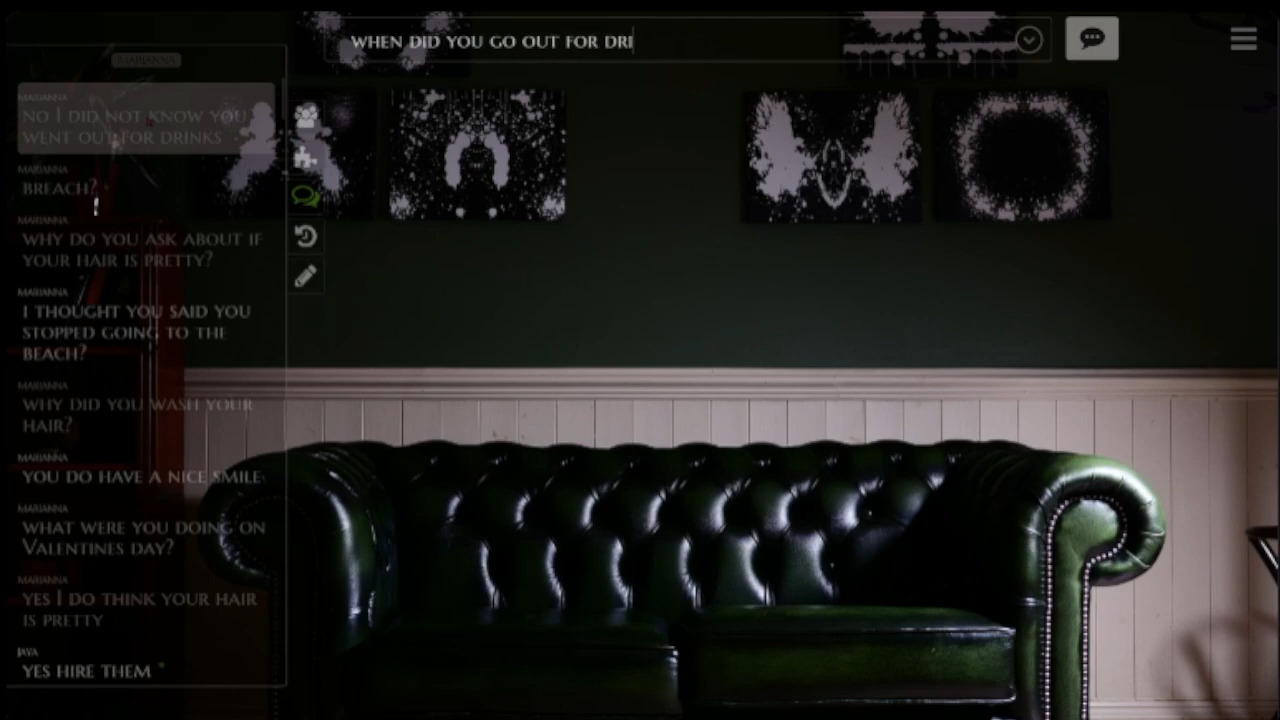 WHEN DID YOU GO OUT FOR DRI
MARIANNA
MARIANNA
NO I DID NOT KNOW YOU
WENT OUT FOR DRINKS
MARIANNA
BREACH?
MARIANNA
WHY DO YOU ASK ABOUT IF
YOUR HAIR IS PRETTY?
MARIANNA
I THOUGHT YOU SAID YOU
STOPPED GOING TO THE
BEACH?
MARIANNA
WHY DID YOU WASH YOUR
HAIR?
MARIANNA
YOU DO HAVE A NICE SMILE
MARIANNA
WHAT WERE YOU DOING ON
VALENTINES DAY?
MARIANNA
YES I DO THINK YOUR HAIR
IS PRETTY
JAYA
YES HIRE THEM